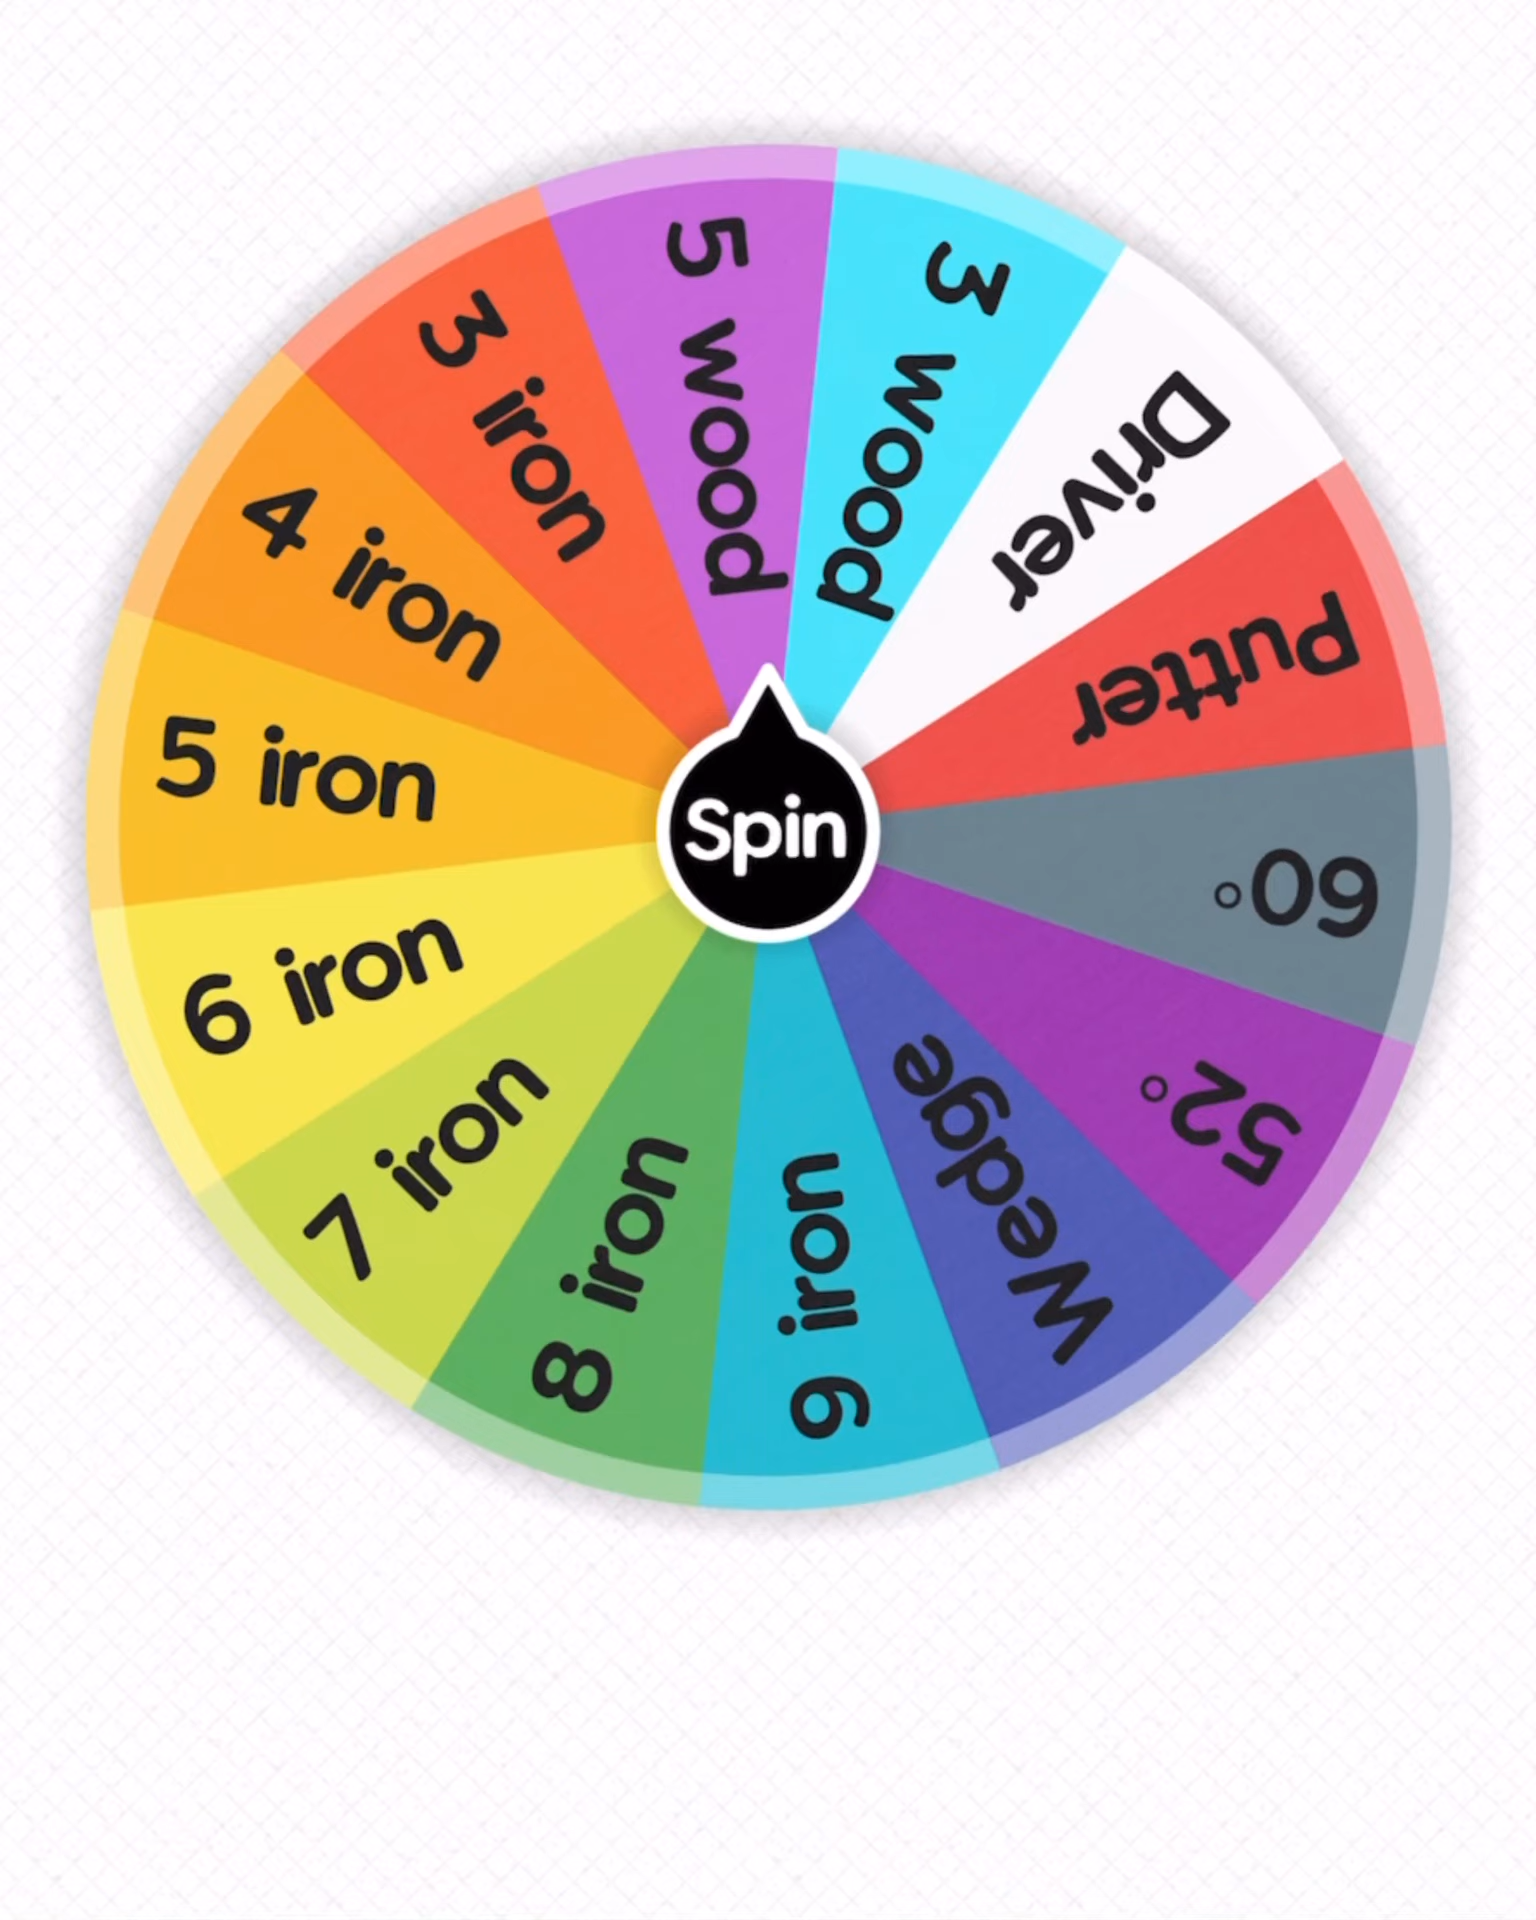 5 wood
3 wood
Driver
Putter
60°
52°
Wedge
9 iron
8 iron
7 iron
6 iron
5 iron
4 iron
3 iron
Spin